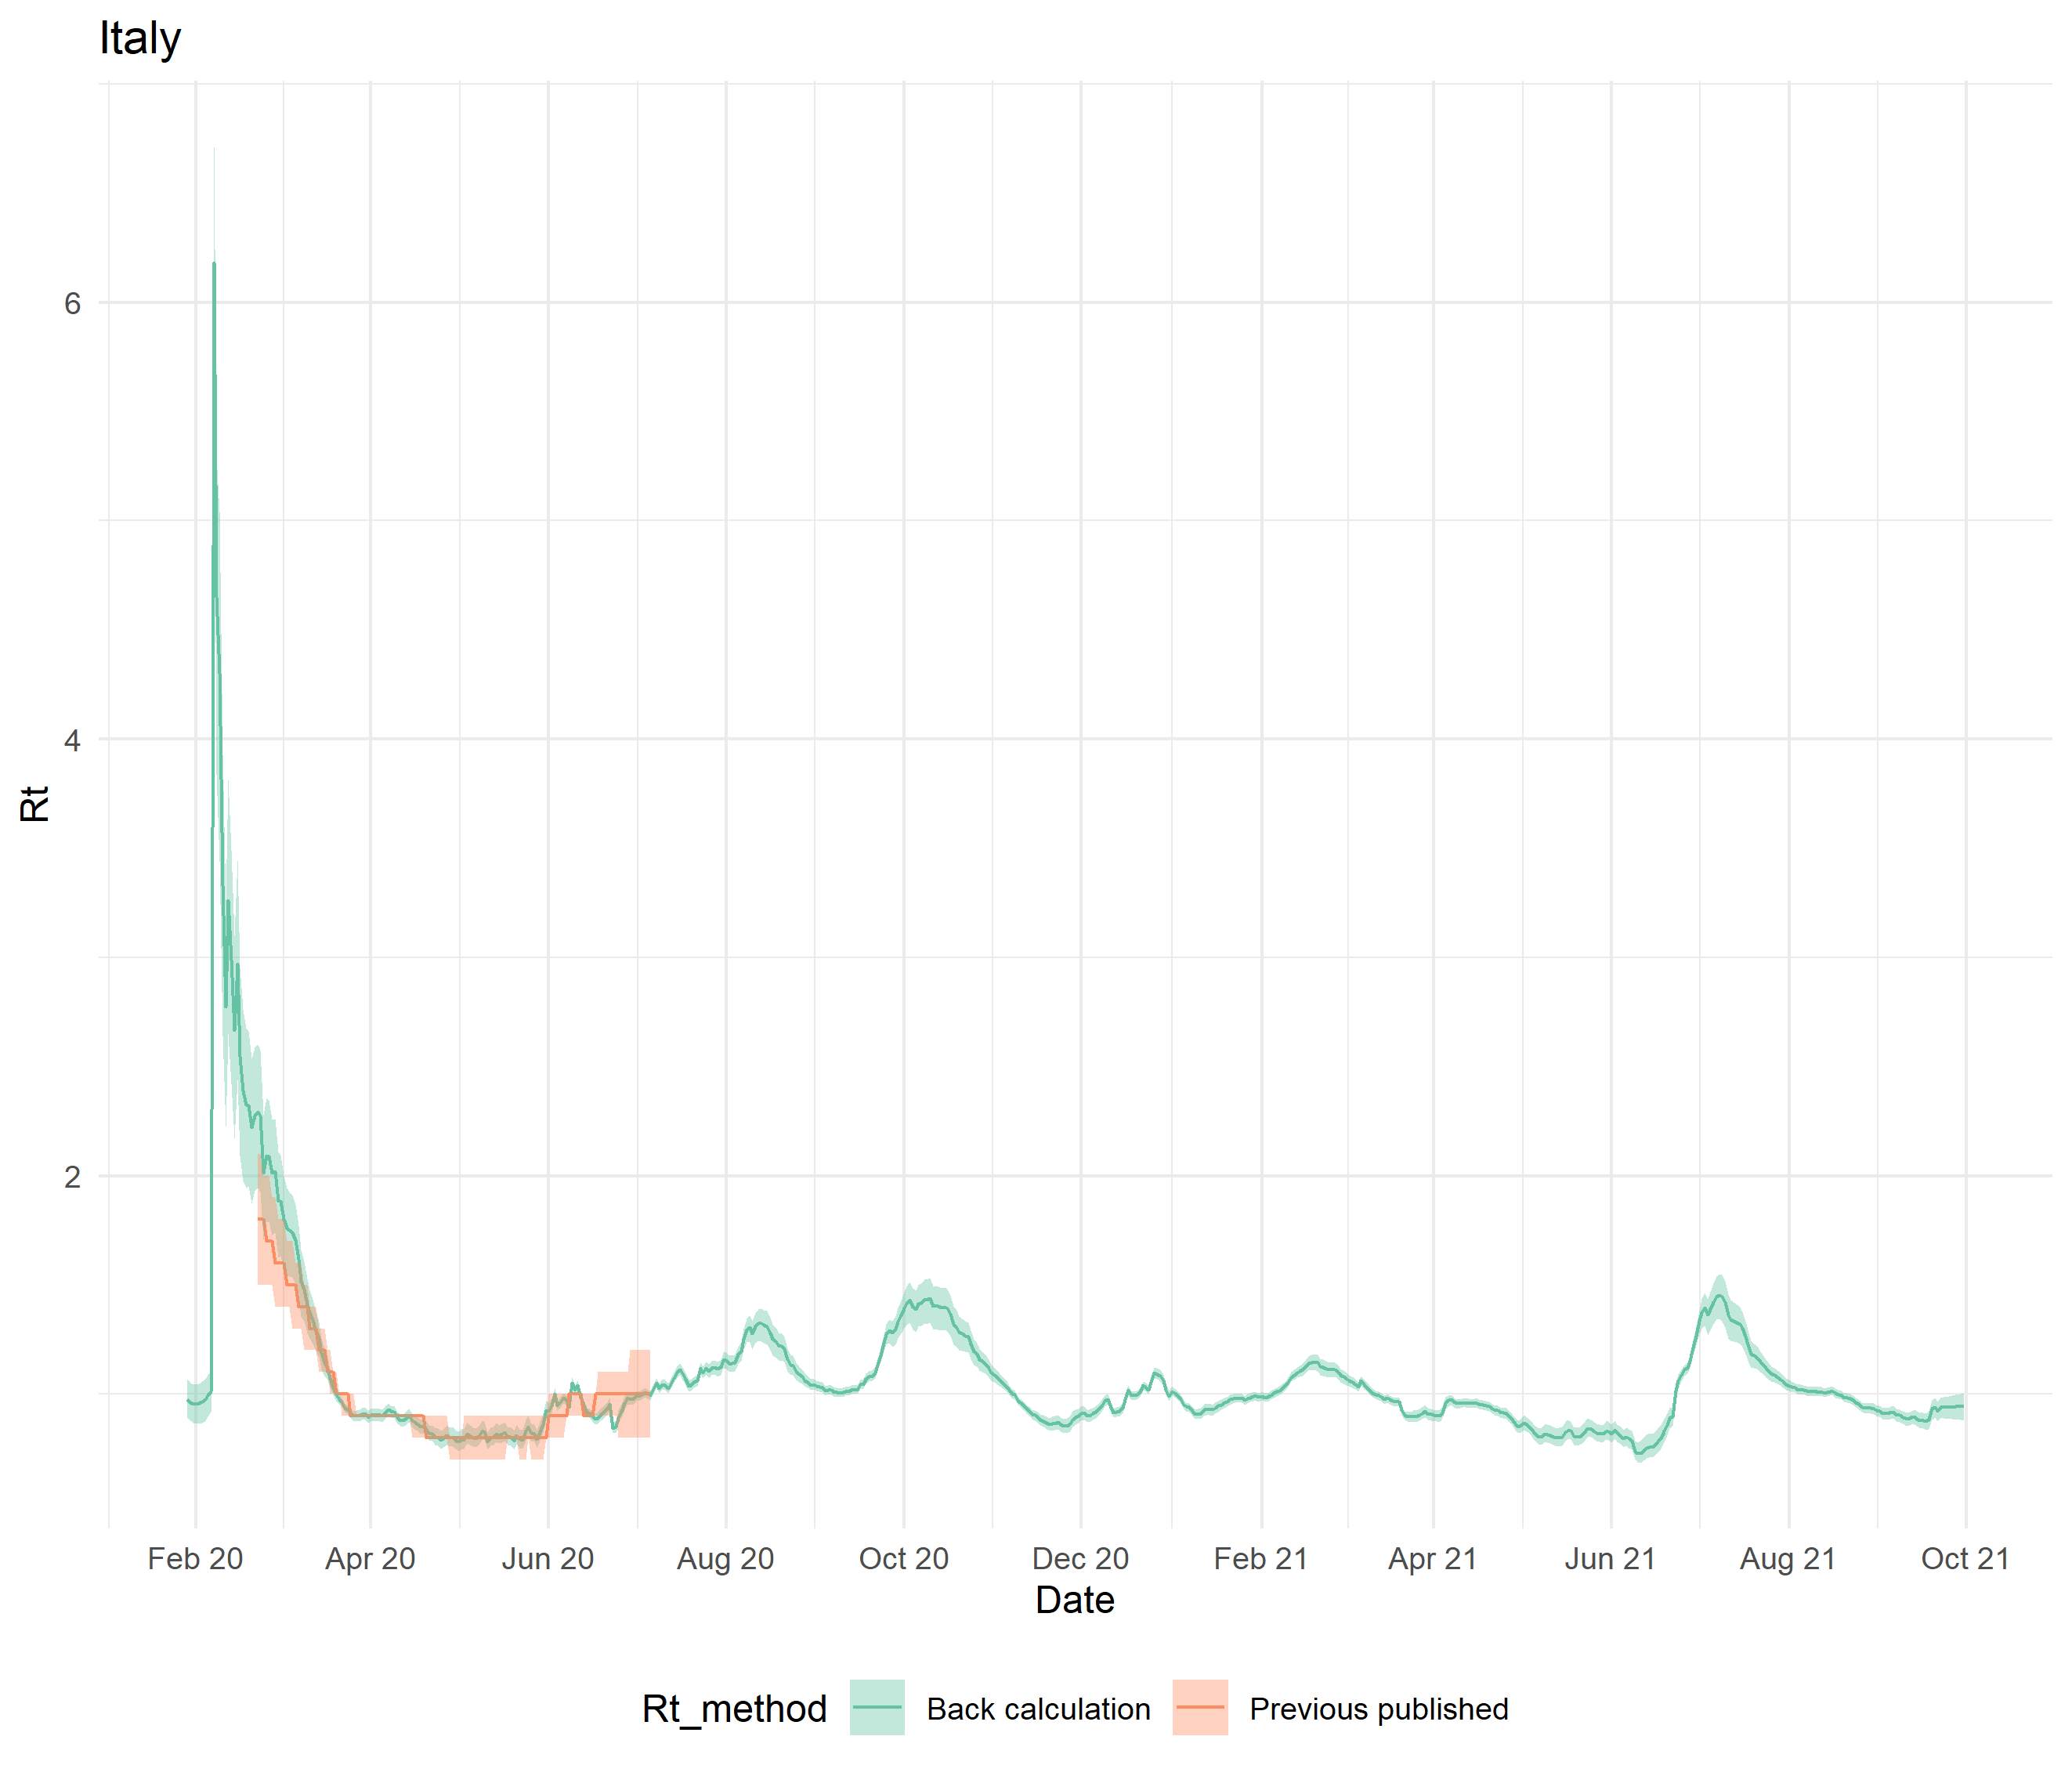 Italy
6
4
2
Rt
Feb 20 Apr 20 Jun 20 Aug 20 Oct 20 Dec 20 Feb 21 Apr 21 Jun 21 Aug 21 Oct 21
Date
Rt_method Back calculation Previous published